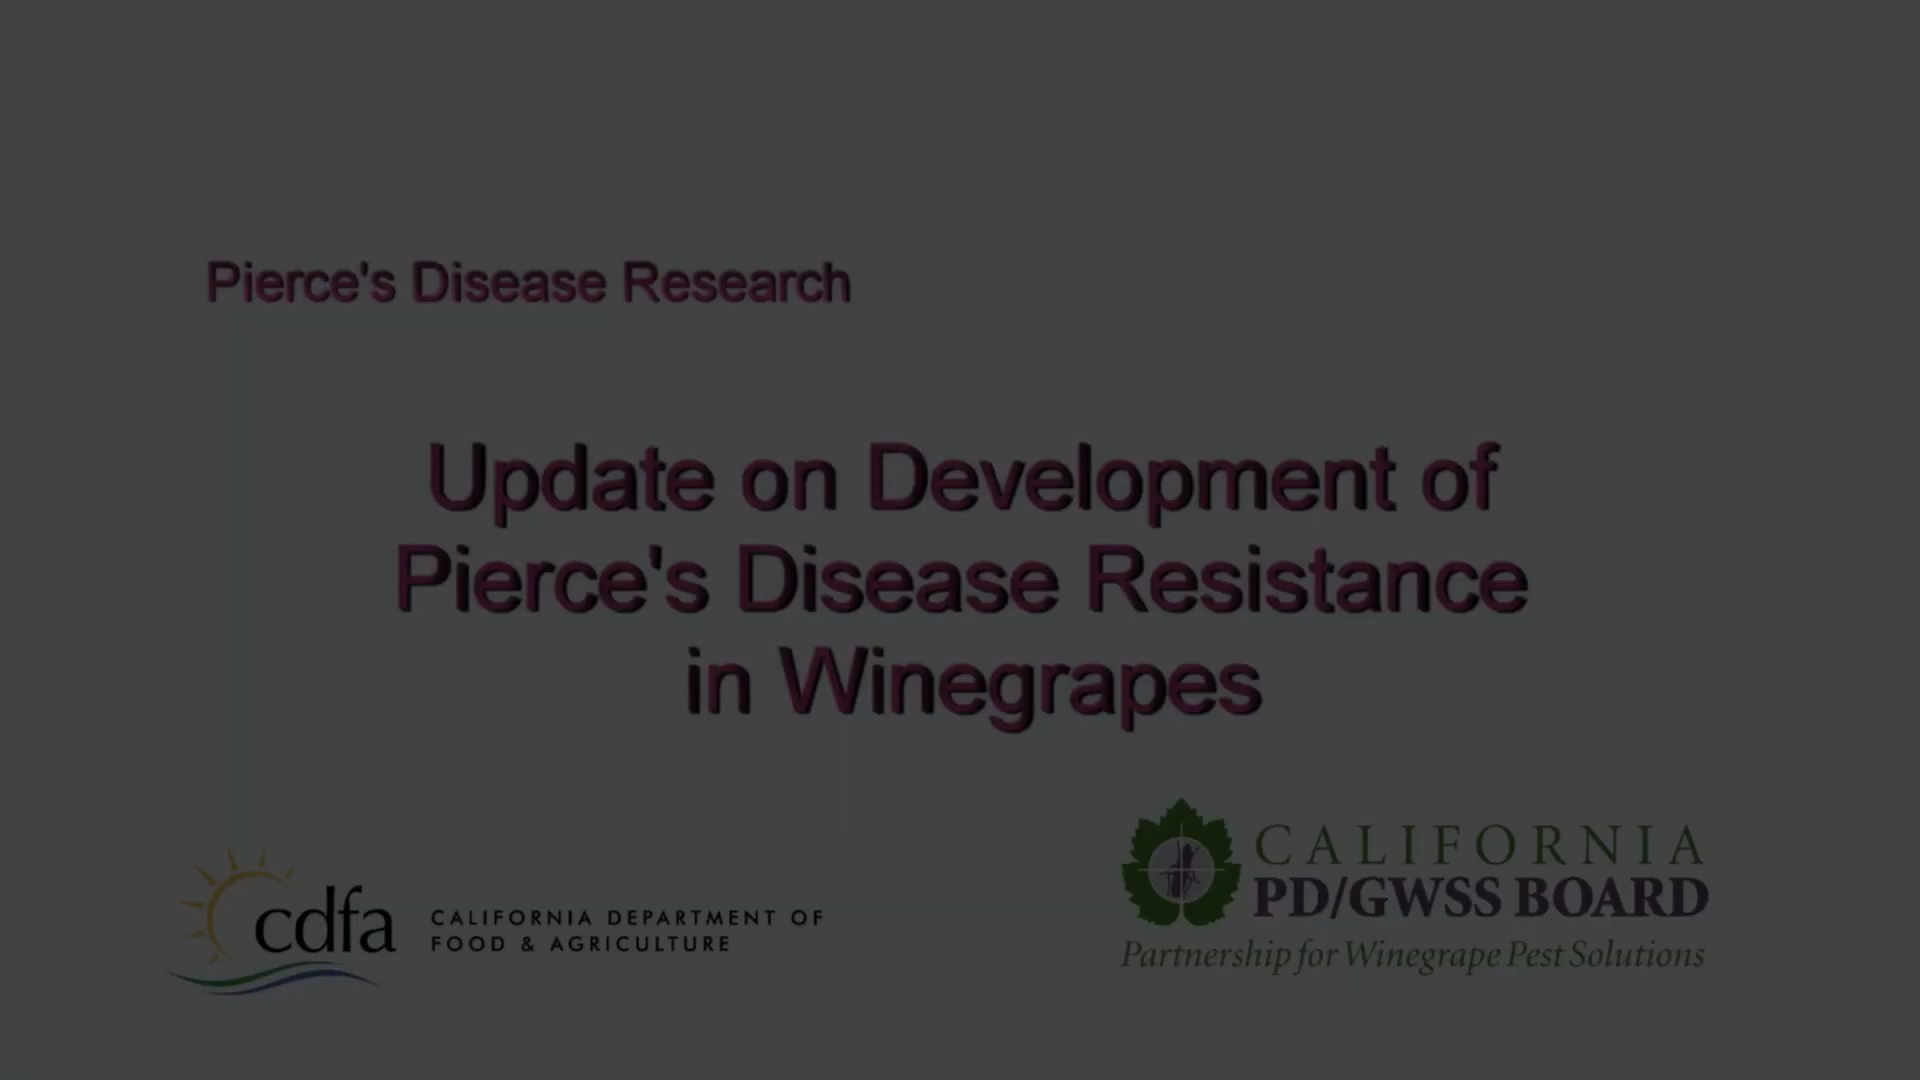 Pierce's Disease Research
Update on Development of
Pierce's Disease Resistance
in Winegrapes
cdfa
CALIFORNIA DEPARTMENT OF
FOOD & AGRICULTURE
CALIFORNIA
PD/GWSS BOARD
Partnership for Winegrape Pest Solutions